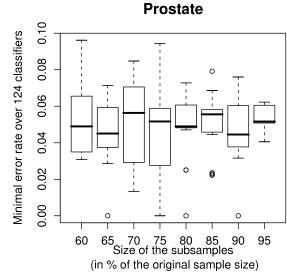 Prostate
Minimal error rate over 124 classifiers
0.10
0.08
0.06
0.04
0.02
0.00
60 65 70 75 80 85 90 95
Size of the subsamples
(in % of the original sample size)